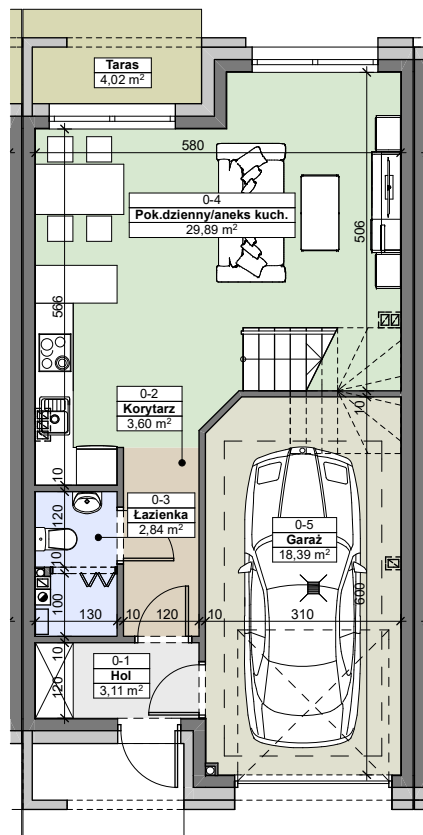 Taras
4,02 m²
580
0-4
Pok.dzienny/aneks kuch.
29,89 m²
506
566
0-2
Korytarz
3,60 m²
10
10
120
0-3
Łazienka
2,84 m²
0-5
Garaż
18,39 m²
10
100
600
130
10
120
10
310
10
0-1
Hol
3,11 m²
120